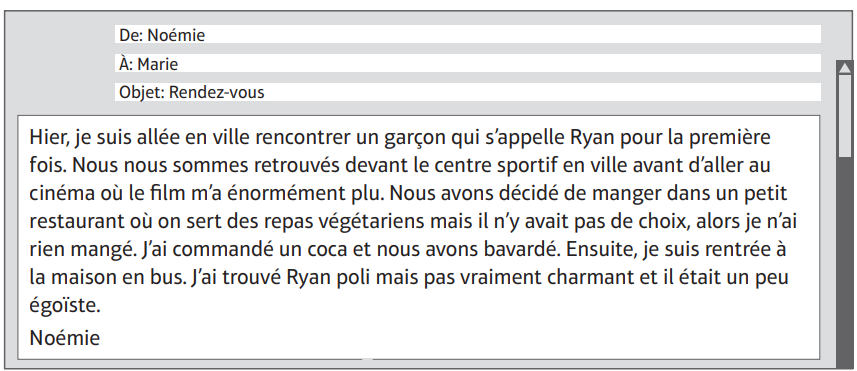 De: Noémie
À: Marie
Objet: Rendez-vous
Hier, je suis allée en ville rencontrer un garçon qui s’appelle Ryan pour la première
fois. Nous nous sommes retrouvés devant le centre sportif en ville avant d’aller au
cinéma où le film m’a énormément plu. Nous avons décidé de manger dans un petit
restaurant où on sert des repas végétariens mais il n’y avait pas de choix, alors je n’ai
rien mangé. J’ai commandé un coca et nous avons bavardé. Ensuite, je suis rentrée à
la maison en bus. J’ai trouvé Ryan poli mais pas vraiment charmant et il était un peu
égoïste.
Noémie